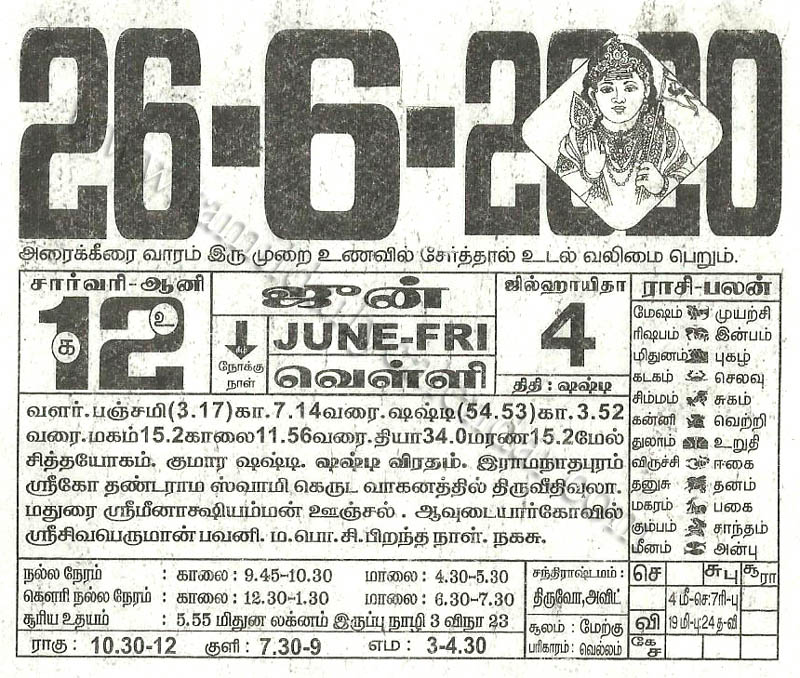 26-6-2020
அரைக்கீரை வாரம் இரு முறை உணவில் சேர்த்தால் உடல் வலிமை பெறும்.
சார்வரி-ஆனி
12
க
உ
ஜுன்
நோக்கு
நாள்
JUNE-FRI
வெள்ளி
ஜில்ஹாயிதா
4
திதி : ஷஷ்டி
வளர்.பஞ்சமி(3.17)கா.7.14வரை.ஷஷ்டி(54.53)கா.3.52
வரை.மகம்15.2காலை11.56வரை.தியா34.0மரண15.2மேல்
சித்தயோகம். குமார ஷஷ்டி. ஷஷ்டி விரதம். இராமநாதபுரம்
ஸ்ரீகோ தண்டராம ஸ்வாமி கெருட வாகனத்தில் திருவீதிவுலா.
மதுரை ஸ்ரீமீனாக்ஷியம்மன் ஊஞ்சல் . ஆவுடையார்கோவில்
ஸ்ரீசிவபெருமான் பவனி. ம.பொ.சி.பிறந்த நாள். நகசு.
ராசி-பலன்
மேஷம் முயற்சி
ரிஷபம் இன்பம்
மிதுனம் புகழ்
கடகம் செலவு
சிம்மம் சுகம்
கன்னி வெற்றி
துலாம் உறுதி
விருச்சி ஈகை
தனுசு தனம்
மகரம் பகை
கும்பம் சாந்தம்
மீனம் அன்பு
நல்ல நேரம் : காலை : 9.45-10.30 மாலை : 4.30-5.30
கௌரி நல்ல நேரம் : காலை : 12.30-1.30 மாலை : 6.30-7.30
சூரிய உதயம் : 5.55 மிதுன லக்னம் இருப்பு நாழி 3 விநா 23
ராகு : 10.30-12 குளி : 7.30-9 எம : 3-4.30
சந்திராஷ்டமம் :
திருவோ,அவிட்
சூலம் : மேற்கு
பரிகாரம் : வெல்லம்
செ சுபு சூரா
4 மீ-செ:7ரி-பு
வி 19 மி-பு:24 த-வி
கேச